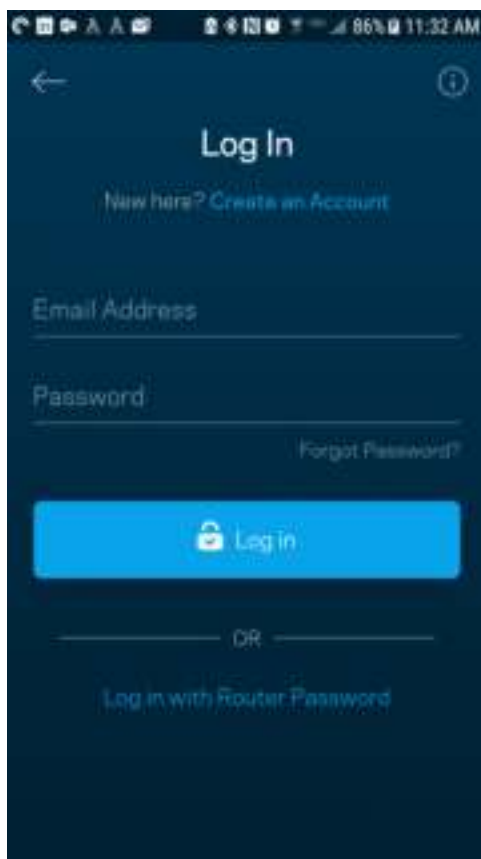 86% 11:32 AM
Log In
New here? Create an Account
Email Address
Password
Forgot Password?
Log in
OR
Log in with Router Password